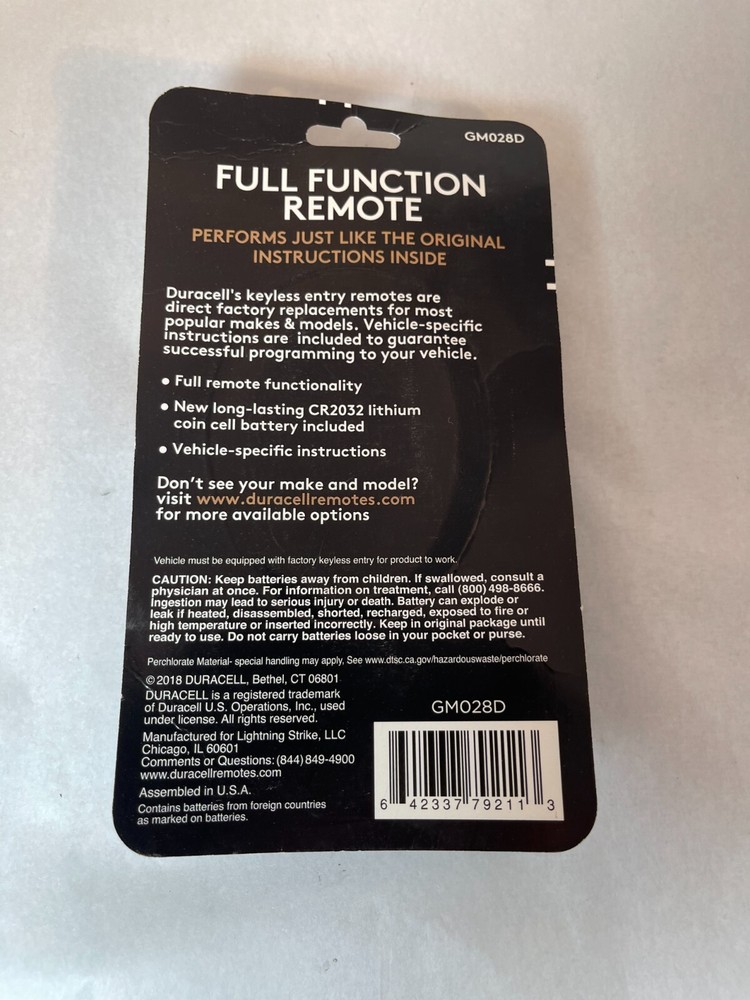 GM028D
FULL FUNCTION
REMOTE
PERFORMS JUST LIKE THE ORIGINAL
INSTRUCTIONS INSIDE
Duracell's keyless entry remotes are
direct factory replacements for most
popular makes & models. Vehicle-specific
instructions are included to guarantee
successful programming to your vehicle.
• Full remote functionality
• New long-lasting CR2032 lithium
coin cell battery included
• Vehicle-specific instructions
Don't see your make and model?
visit www.duracellremotes.com
for more available options
Vehicle must be equipped with factory keyless entry for product to work.
CAUTION: Keep batteries away from children. If swallowed, consult a
physician at once. For information on treatment, call (800) 498-8666.
Ingestion may lead to serious injury or death. Battery can explode or
leak if heated, disassembled, shorted, recharged, exposed to fire or
high temperature or inserted incorrectly. Keep in original package until
ready to use. Do not carry batteries loose in your pocket or purse.
Perchlorate Material- special handling may apply, See www.dtsc.ca.gov/hazardouswaste/perchlorate
© 2018 DURACELL, Bethel, CT 06801
DURACELL is a registered trademark
of Duracell U.S. Operations, Inc., used
under license. All rights reserved.
Manufactured for Lightning Strike, LLC
Chicago, IL 60601
Comments or Questions: (844) 849-4900
www.duracellremotes.com
Assembled in U.S.A.
Contains batteries from foreign countries
as marked on batteries.
GM028D
6 42337 79211 3